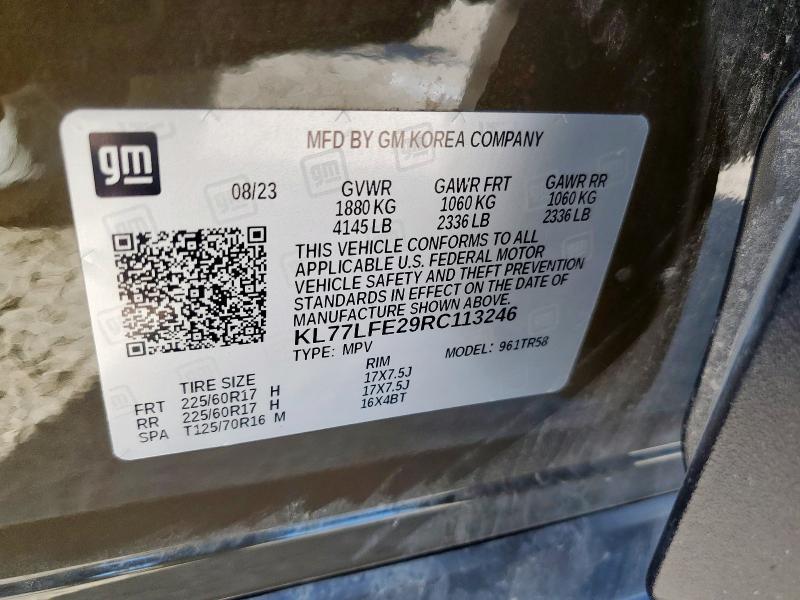 gm
MFD BY GM KOREA COMPANY
08/23
GVWR
1880 KG
4145 LB
GAWR FRT
1060 KG
2336 LB
GAWR RR
1060 KG
2336 LB
THIS VEHICLE CONFORMS TO ALL
APPLICABLE U.S. FEDERAL MOTOR
VEHICLE SAFETY AND THEFT PREVENTION
STANDARDS IN EFFECT ON THE DATE OF
MANUFACTURE SHOWN ABOVE.
KL77LFE29RC113246
TYPE: MPV
MODEL: 961TR58
TIRE SIZE
RIM
FRT 225/60R17 H 17X7.5J
RR 225/60R17 H 17X7.5J
SPA T125/70R16 M 16X4BT